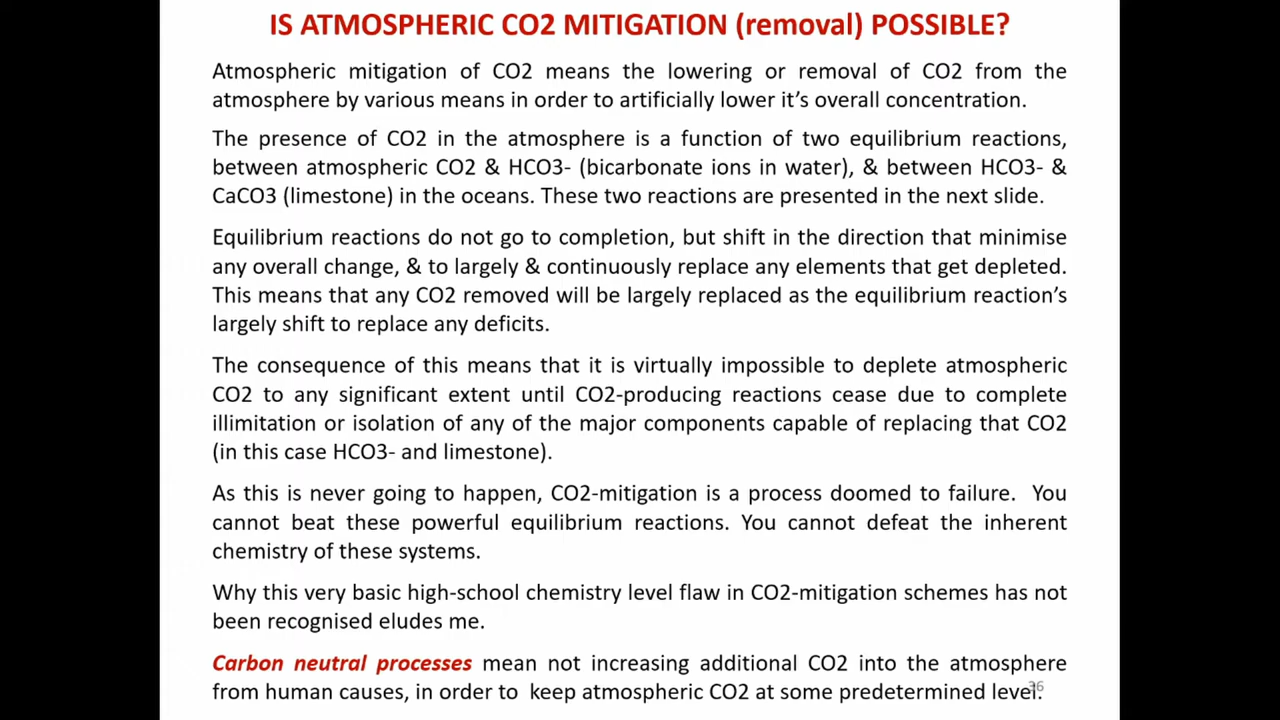 IS ATMOSPHERIC CO2 MITIGATION (removal) POSSIBLE?
Atmospheric mitigation of CO2 means the lowering or removal of CO2 from the
atmosphere by various means in order to artificially lower it's overall concentration.
The presence of CO2 in the atmosphere is a function of two equilibrium reactions,
between atmospheric CO2 & HCO3- (bicarbonate ions in water), & between HCO3- &
CaCO3 (limestone) in the oceans. These two reactions are presented in the next slide.
Equilibrium reactions do not go to completion, but shift in the direction that minimise
any overall change, & to largely & continuously replace any elements that get depleted.
This means that any CO2 removed will be largely replaced as the equilibrium reaction's
largely shift to replace any deficits.
The consequence of this means that it is virtually impossible to deplete atmospheric
CO2 to any significant extent until CO2-producing reactions cease due to complete
illimitation or isolation of any of the major components capable of replacing that CO2
(in this case HCO3- and limestone).
As this is never going to happen, CO2-mitigation is a process doomed to failure. You
cannot beat these powerful equilibrium reactions. You cannot defeat the inherent
chemistry of these systems.
Why this very basic high-school chemistry level flaw in CO2-mitigation schemes has not
been recognised eludes me.
Carbon neutral processes mean not increasing additional CO2 into the atmosphere
from human causes, in order to keep atmospheric CO2 at some predetermined level.
36